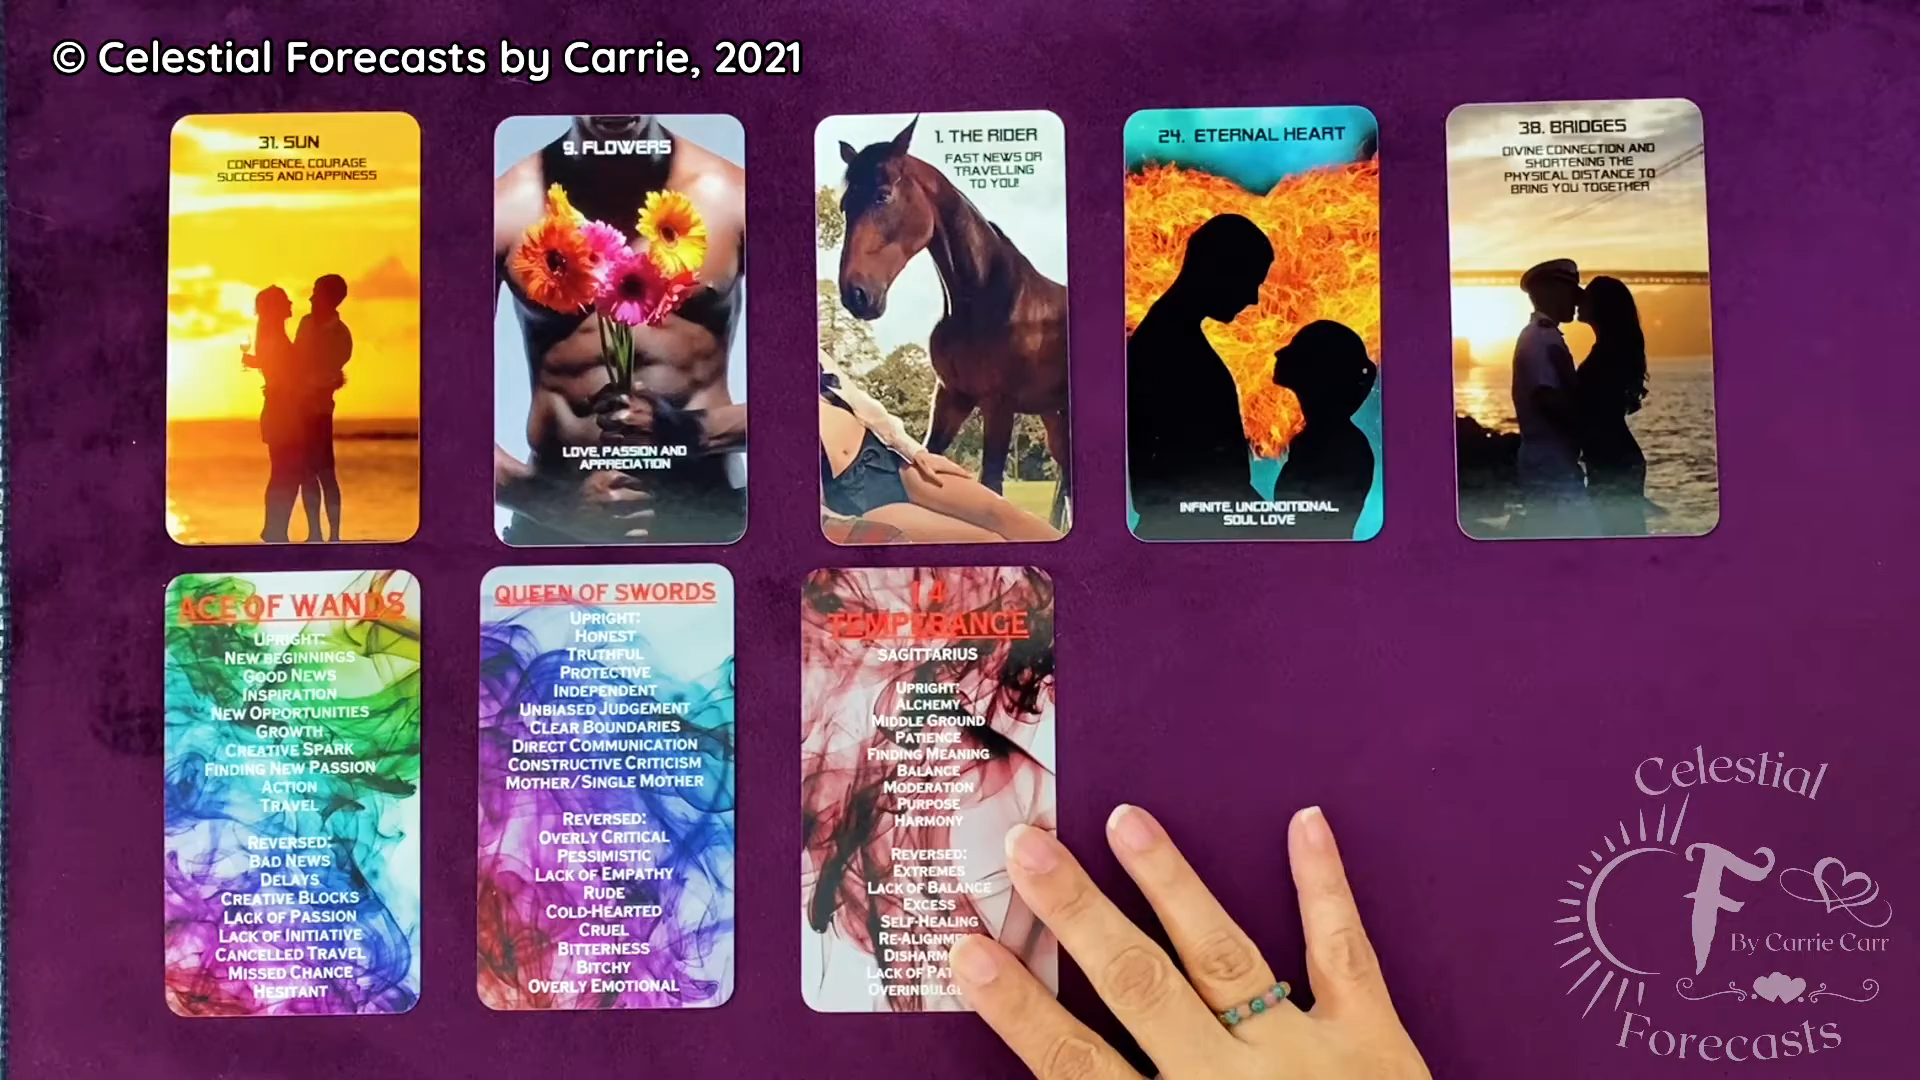 © Celestial Forecasts by Carrie, 2021
31. SUN
CONFIDENCE, COURAGE
SUCCESS AND HAPPINESS
9. FLOWERS
LOVE, PASSION AND
APPRECIATION
1. THE RIDER
FAST NEWS OR
TRAVELLING
TO YOU!
24. ETERNAL HEART
INFINITE, UNCONDITIONAL,
SOUL LOVE
38. BRIDGES
DIVINE CONNECTION AND
SHORTENING THE
PHYSICAL DISTANCE TO
BRING YOU TOGETHER
ACE OF WANDS
UPRIGHT:
NEW BEGINNINGS
GOOD NEWS
INSPIRATION
NEW OPPORTUNITIES
GROWTH
CREATIVE SPARK
FINDING NEW PASSION
ACTION
TRAVEL
REVERSED:
BAD NEWS
DELAYS
CREATIVE BLOCKS
LACK OF PASSION
LACK OF INITIATIVE
CANCELLED TRAVEL
MISSED CHANCE
HESITANT
QUEEN OF SWORDS
UPRIGHT:
HONEST
TRUTHFUL
PROTECTIVE
INDEPENDENT
UNBIASED JUDGEMENT
CLEAR BOUNDARIES
DIRECT COMMUNICATION
CONSTRUCTIVE CRITICISM
MOTHER/SINGLE MOTHER
REVERSED:
OVERLY CRITICAL
PESSIMISTIC
LACK OF EMPATHY
RUDE
COLD-HEARTED
CRUEL
BITTERNESS
BITCHY
OVERLY EMOTIONAL
14
TEMPERANCE
SAGITTARIUS
UPRIGHT:
ALCHEMY
MIDDLE GROUND
PATIENCE
FINDING MEANING
BALANCE
MODERATION
PURPOSE
HARMONY
REVERSED:
EXTREMES
LACK OF BALANCE
EXCESS
SELF-HEALING
LACK OF
Celestial
F
By Carrie Carr
Forecasts